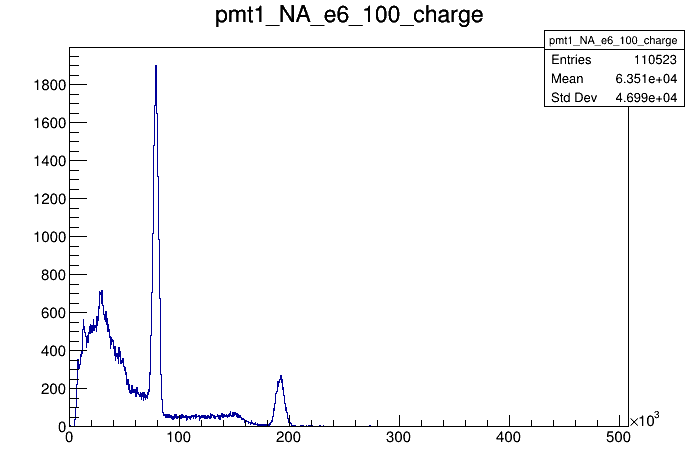 pmt1_NA_e6_100_charge
pmt1_NA_e6_100_charge
Entries 110523
Mean 6.351e+04
Std Dev 4.699e+04
1800
1600
1400
1200
1000
800
600
400
200
0
0 100 200 300 400 500
×10³